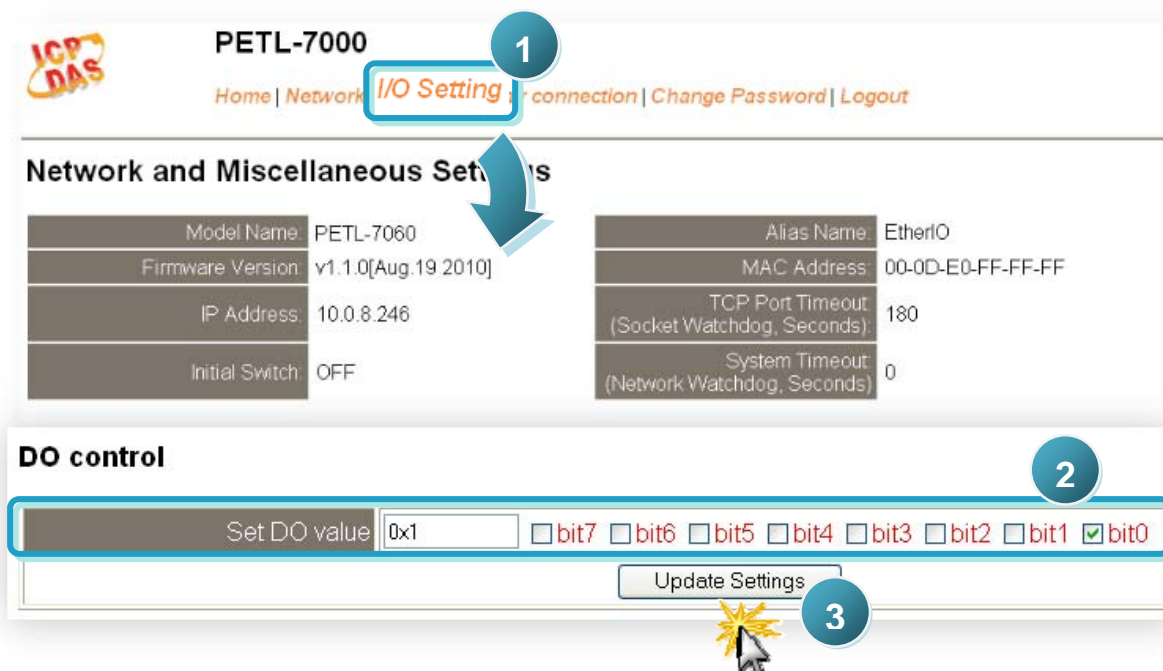 ICP
DAS
PETL-7000
1
Home | Network I/O Setting r connection | Change Password | Logout
Network and Miscellaneous Sett s
Model Name: PETL-7060
Alias Name: EtherIO
Firmware Version: v1.1.0[Aug.19 2010]
MAC Address: 00-0D-E0-FF-FF-FF
IP Address: 10.0.8.246
TCP Port Timeout
(Socket Watchdog, Seconds): 180
Initial Switch: OFF
System Timeout
(Network Watchdog, Seconds) 0
DO control
2
Set DO value 0x1 bit7 bit6 bit5 bit4 bit3 bit2 bit1 bit0
Update Settings
3